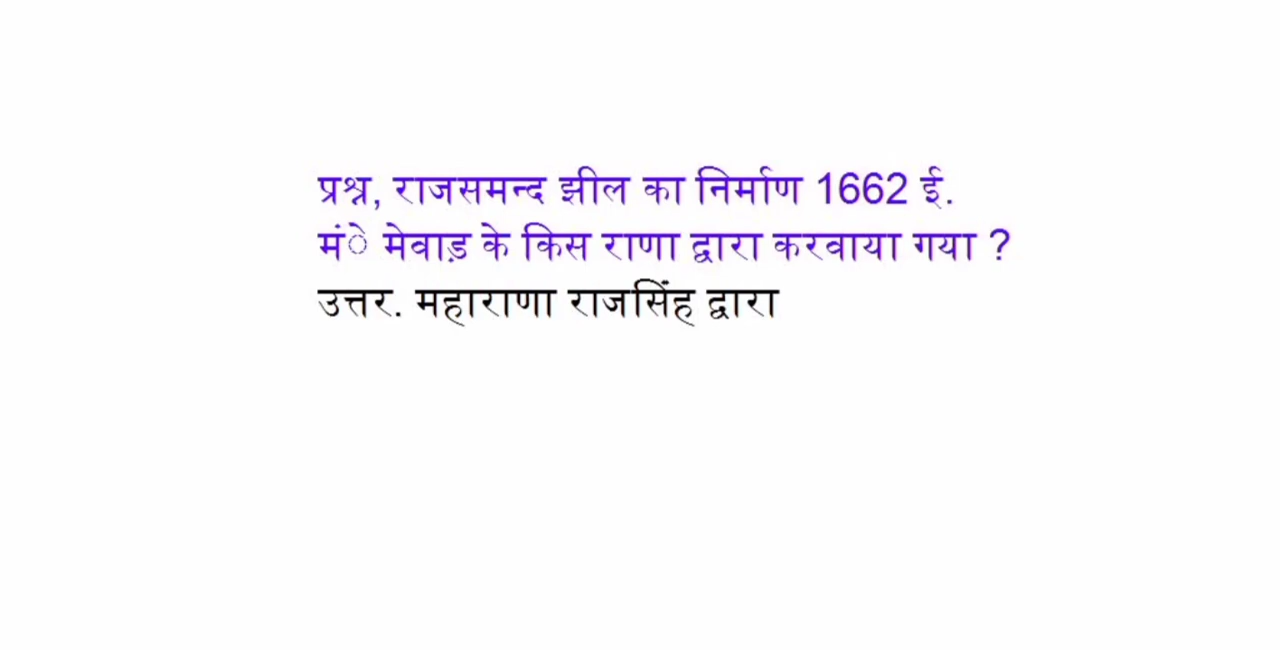 प्रश्न, राजसमन्द झील का निर्माण 1662 ई.
मंे मेवाड़ के किस राणा द्वारा करवाया गया ?
उत्तर. महाराणा राजसिंह द्वारा